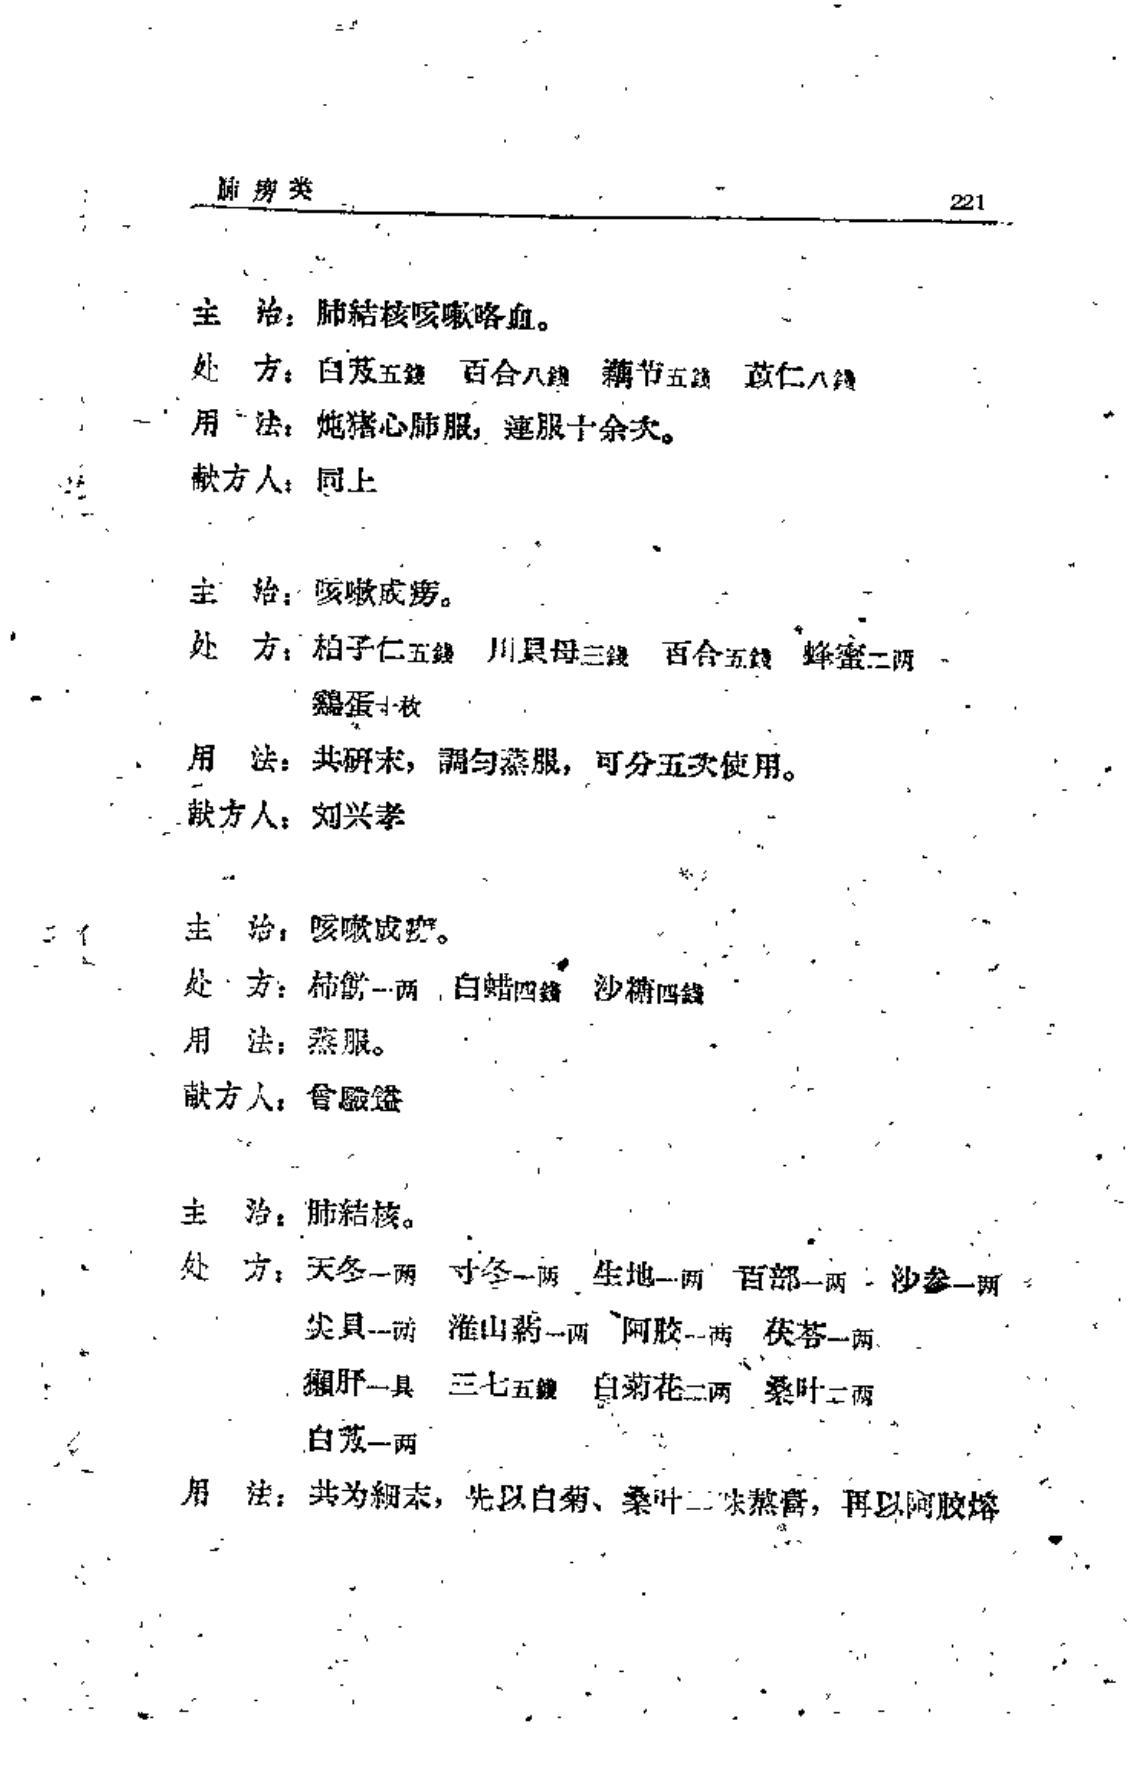 肺痨类 221
主　治：肺結核咳嗽咯血。
处　方：白芨五錢　百合八錢　藕节五錢　苡仁八錢
用　法：炖猪心肺服，連服十余次。
献方人：同上
主　治：咳嗽成痨。
处　方：柏子仁五錢　川貝母三錢　百合五錢　蜂蜜二两
鷄蛋十枚
用　法：共研末，調匀蒸服，可分五次使用。
献方人：刘兴孝
主　治：咳嗽成痨。
处　方：柿餅一两　白蜡四錢　沙糖四錢
用　法：蒸服。
献方人：曾
主　治：肺結核。
处　方：天冬一两　寸冬一两　生地一两　百部一两　沙参一两
尖貝一两　淮山葯一两　阿胶一两　茯苓一两
獺肝一具　三七五錢　白菊花二两　桑叶二两
白芨一两
用　法：共为細末，先以白菊、桑叶二味熬膏，再以阿胶熔